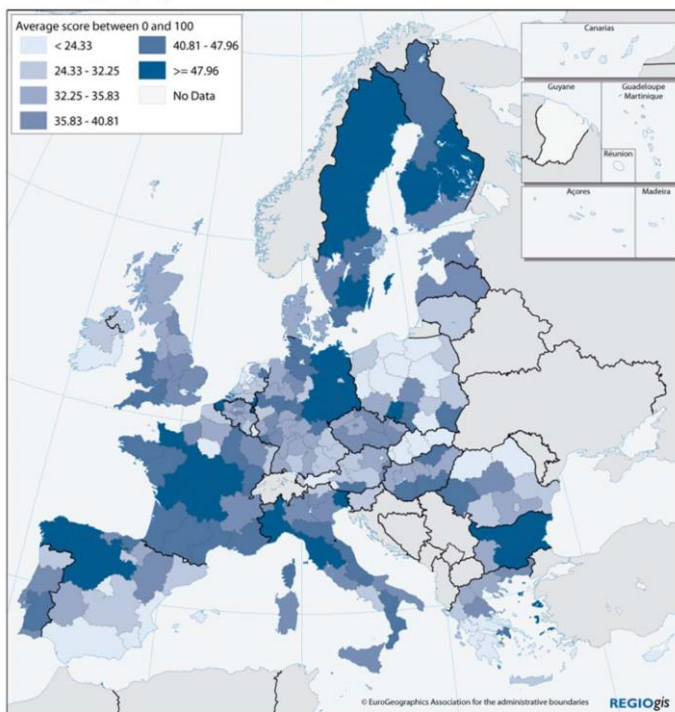 Average score between 0 and 100
< 24.33
24.33 - 32.25
32.25 - 35.83
35.83 - 40.81
40.81 - 47.96
>= 47.96
No Data
Canarias
Guyane
Guadeloupe
Martinique
Réunion
Açores
Madeira
© EuroGeographics Association for the administrative boundaries
REGIOgis